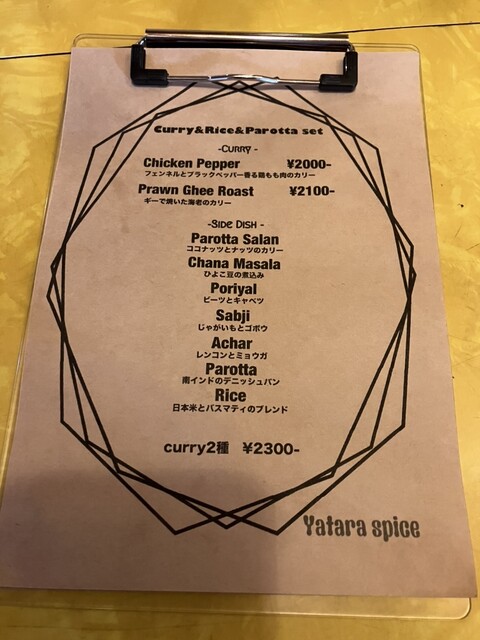 Curry&Rice&Parotta set
-CURRY-
Chicken Pepper ¥2000-
フェンネルとブラックペッパー香る鶏もも肉のカリー
Prawn Ghee Roast ¥2100-
ギーで焼いた海老のカリー
-SIDE DISH-
Parotta Salan
ココナッツとナッツのカリー
Chana Masala
ひよこ豆の煮込み
Poriyal
ビーツとキャベツ
Sabji
じゃがいもとゴボウ
Achar
レンコンとミョウガ
Parotta
南インドのデニッシュパン
Rice
日本米とバスマティのブレンド
curry2種 ¥2300-
Yatara spice